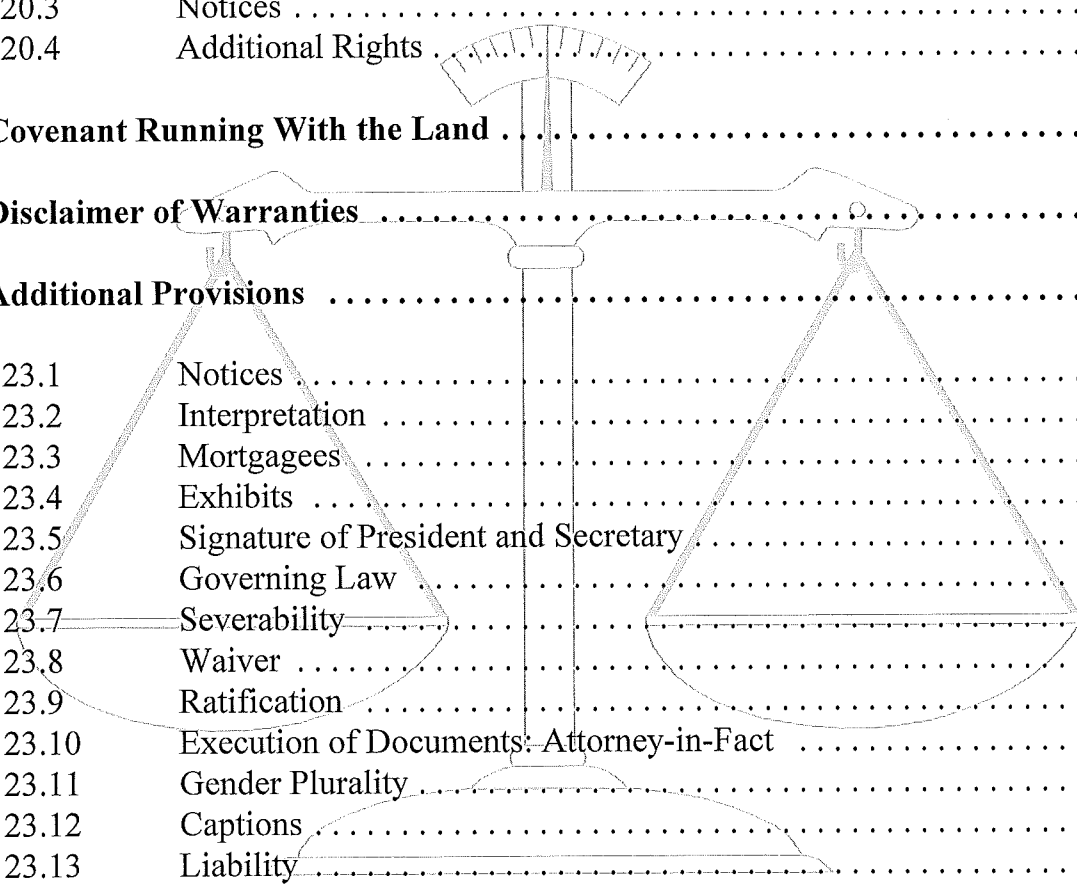 20.3 Notices . . . . . . . . . . . . . . . . . . . . . . . . . . . . . . . . . . . . . . . . . . . . . .
20.4 Additional Rights . . . . . . . . . . . . . . . . . . . . . . . . . . . . . . . . . . . . . .
Covenant Running With the Land . . . . . . . . . . . . . . . . . . . . . . . . . . . . . . . . . .
Disclaimer of Warranties . . . . . . . . . . . . . . . . . . . . . . . . . . . . . . . . . . . . . . . . .
Additional Provisions . . . . . . . . . . . . . . . . . . . . . . . . . . . . . . . . . . . . . . . . . . . .
23.1 Notices . . . . . . . . . . . . . . . . . . . . . . . . . . . . . . . . . . . . . . . . . . . . . .
23.2 Interpretation . . . . . . . . . . . . . . . . . . . . . . . . . . . . . . . . . . . . . . . . .
23.3 Mortgagees . . . . . . . . . . . . . . . . . . . . . . . . . . . . . . . . . . . . . . . . . .
23.4 Exhibits . . . . . . . . . . . . . . . . . . . . . . . . . . . . . . . . . . . . . . . . . . . . .
23.5 Signature of President and Secretary . . . . . . . . . . . . . . . . . . . . . . .
23.6 Governing Law . . . . . . . . . . . . . . . . . . . . . . . . . . . . . . . . . . . . . . .
23.7 Severability . . . . . . . . . . . . . . . . . . . . . . . . . . . . . . . . . . . . . . . . . .
23.8 Waiver . . . . . . . . . . . . . . . . . . . . . . . . . . . . . . . . . . . . . . . . . . . . . .
23.9 Ratification . . . . . . . . . . . . . . . . . . . . . . . . . . . . . . . . . . . . . . . . . .
23.10 Execution of Documents: Attorney-in-Fact . . . . . . . . . . . . . . . .
23.11 Gender Plurality . . . . . . . . . . . . . . . . . . . . . . . . . . . . . . . . . . . . . . .
23.12 Captions . . . . . . . . . . . . . . . . . . . . . . . . . . . . . . . . . . . . . . . . . . . . .
23.13 Liability . . . . . . . . . . . . . . . . . . . . . . . . . . . . . . . . . . . . . . . . . . . . . .